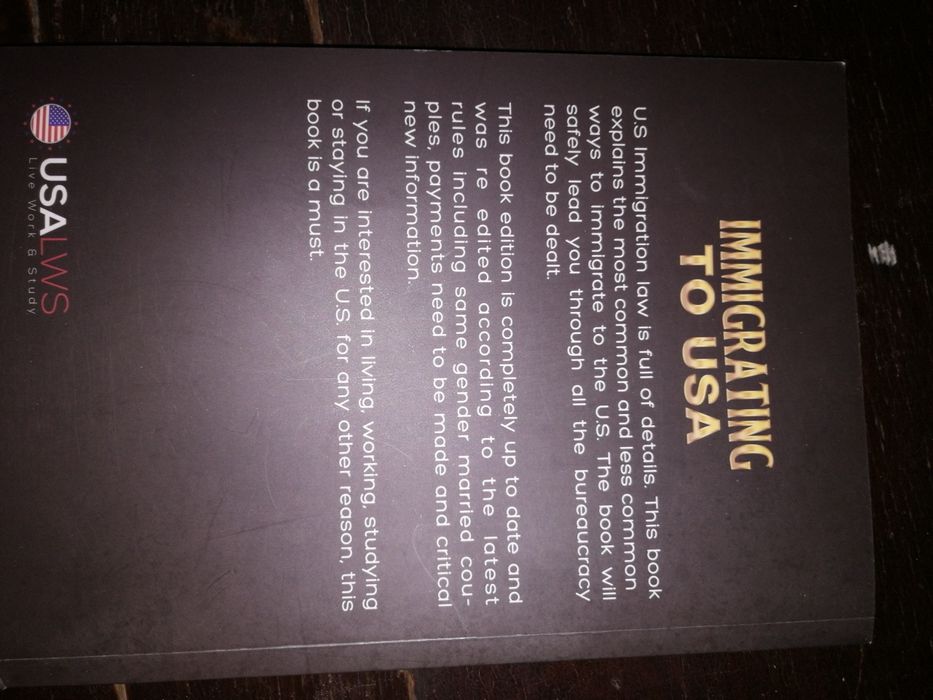 IMMIGRATING
TO USA
U.S Immigration law is full of details. This book
explains the most common and less common
ways to immigrate to the U.S. The book will
safely lead you through all the bureaucracy
need to be dealt.
This book edition is completely up to date and
was re edited according to the latest
rules including same gender married cou-
ples, payments need to be made and critical
new information.
If you are interested in living, working, studying
or staying in the U.S. for any other reason, this
book is a must.
USALWS
Live Work & Study